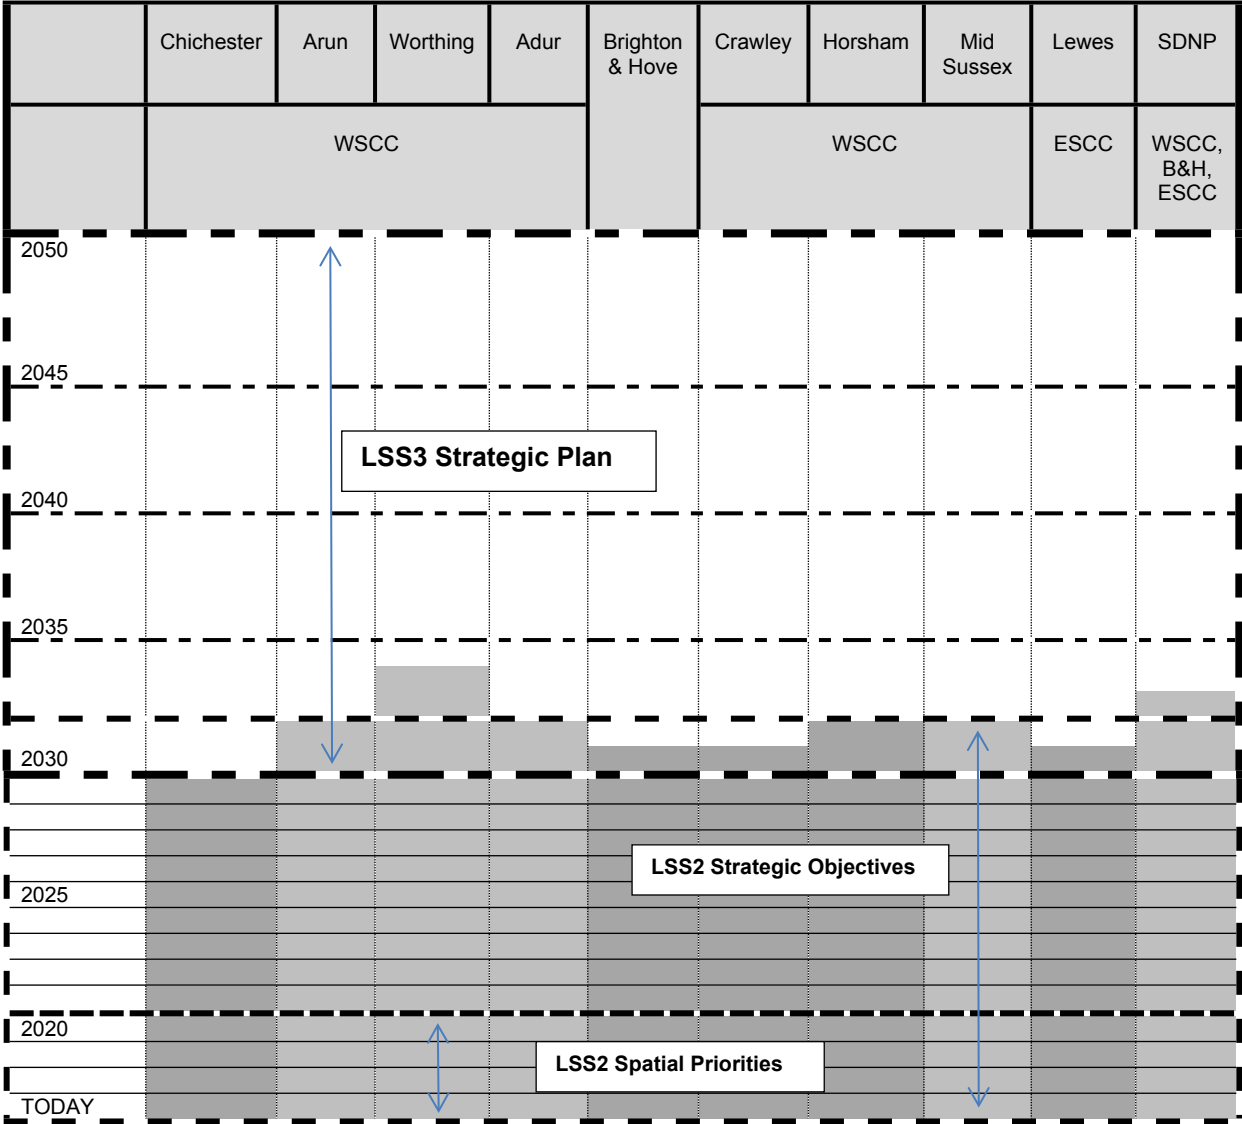 Chichester Arun Worthing Adur Brighton Crawley Horsham Mid Lewes SDNP
& Hove Sussex
WSCC WSCC ESCC WSCC,
B&H,
ESCC
2050
2045
LSS3 Strategic Plan
2040
2035
2030
LSS2 Strategic Objectives
2025
2020
LSS2 Spatial Priorities
TODAY